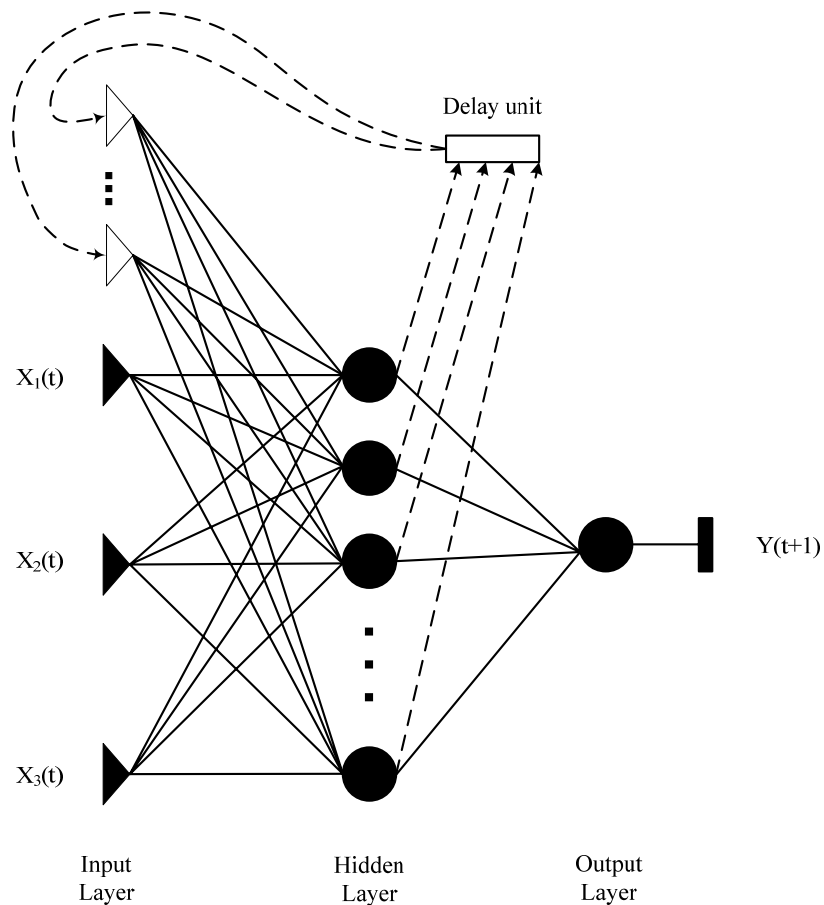 Delay unit
X₁(t)
X₂(t)
Y(t+1)
X₃(t)
Input
Layer
Hidden
Layer
Output
Layer